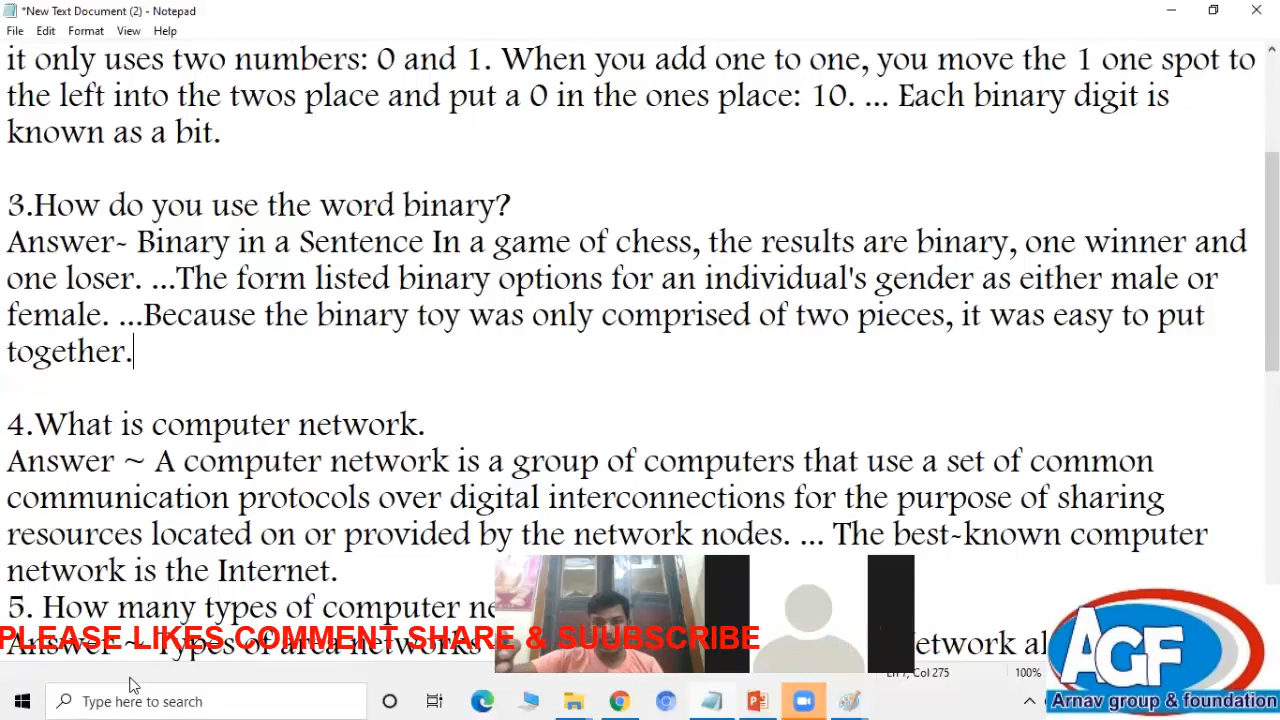 *New Text Document (2) - Notepad
File Edit Format View Help
it only uses two numbers: 0 and 1. When you add one to one, you move the 1 one spot to
the left into the twos place and put a 0 in the ones place: 10. ... Each binary digit is
known as a bit.
3.How do you use the word binary?
Answer- Binary in a Sentence In a game of chess, the results are binary, one winner and
one loser. ...The form listed binary options for an individual's gender as either male or
female. ...Because the binary toy was only comprised of two pieces, it was easy to put
together.
4.What is computer network.
Answer ~ A computer network is a group of computers that use a set of common
communication protocols over digital interconnections for the purpose of sharing
resources located on or provided by the network nodes. ... The best-known computer
network is the Internet.
5. How many types of computer ne
PLEASE LIKES COMMENT SHARE & SUUBSCRIBE
Answer ~ Types of area networks
Col 275 100%
Type here to search
AGF
Arnav group & foundation